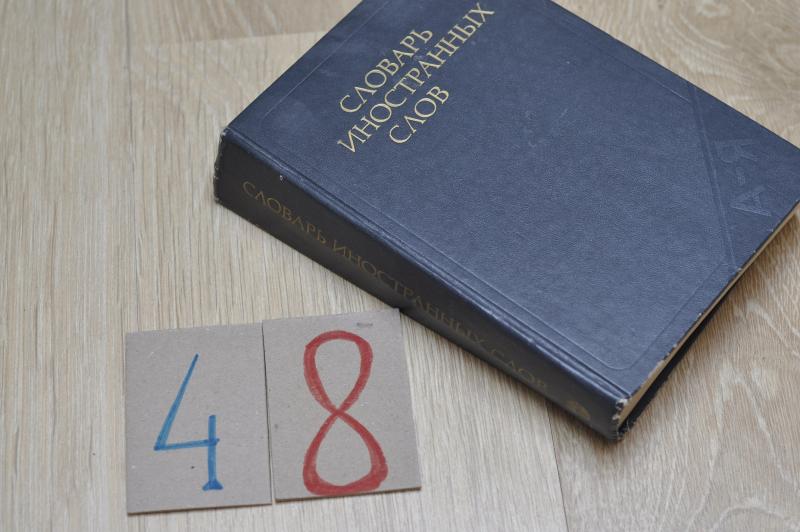 СЛОВАРЬ
ИНОСТРАННЫХ
СЛОВ
А-Я
СЛОВАРЬ ИНОСТРАННЫХ СЛОВ
4 8